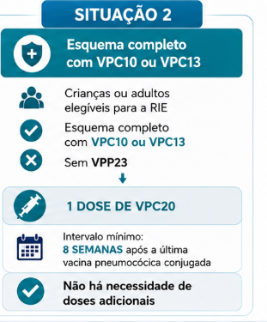 SITUAÇÃO 2
Esquema completo
com VPC10 ou VPC13
Crianças ou adultos
elegíveis para a RIE
Esquema completo
com VPC10 ou VPC13
Sem VPP23
1 DOSE DE VPC20
Intervalo mínimo:
8 SEMANAS após a última
vacina pneumocócica conjugada
Não há necessidade de
doses adicionais